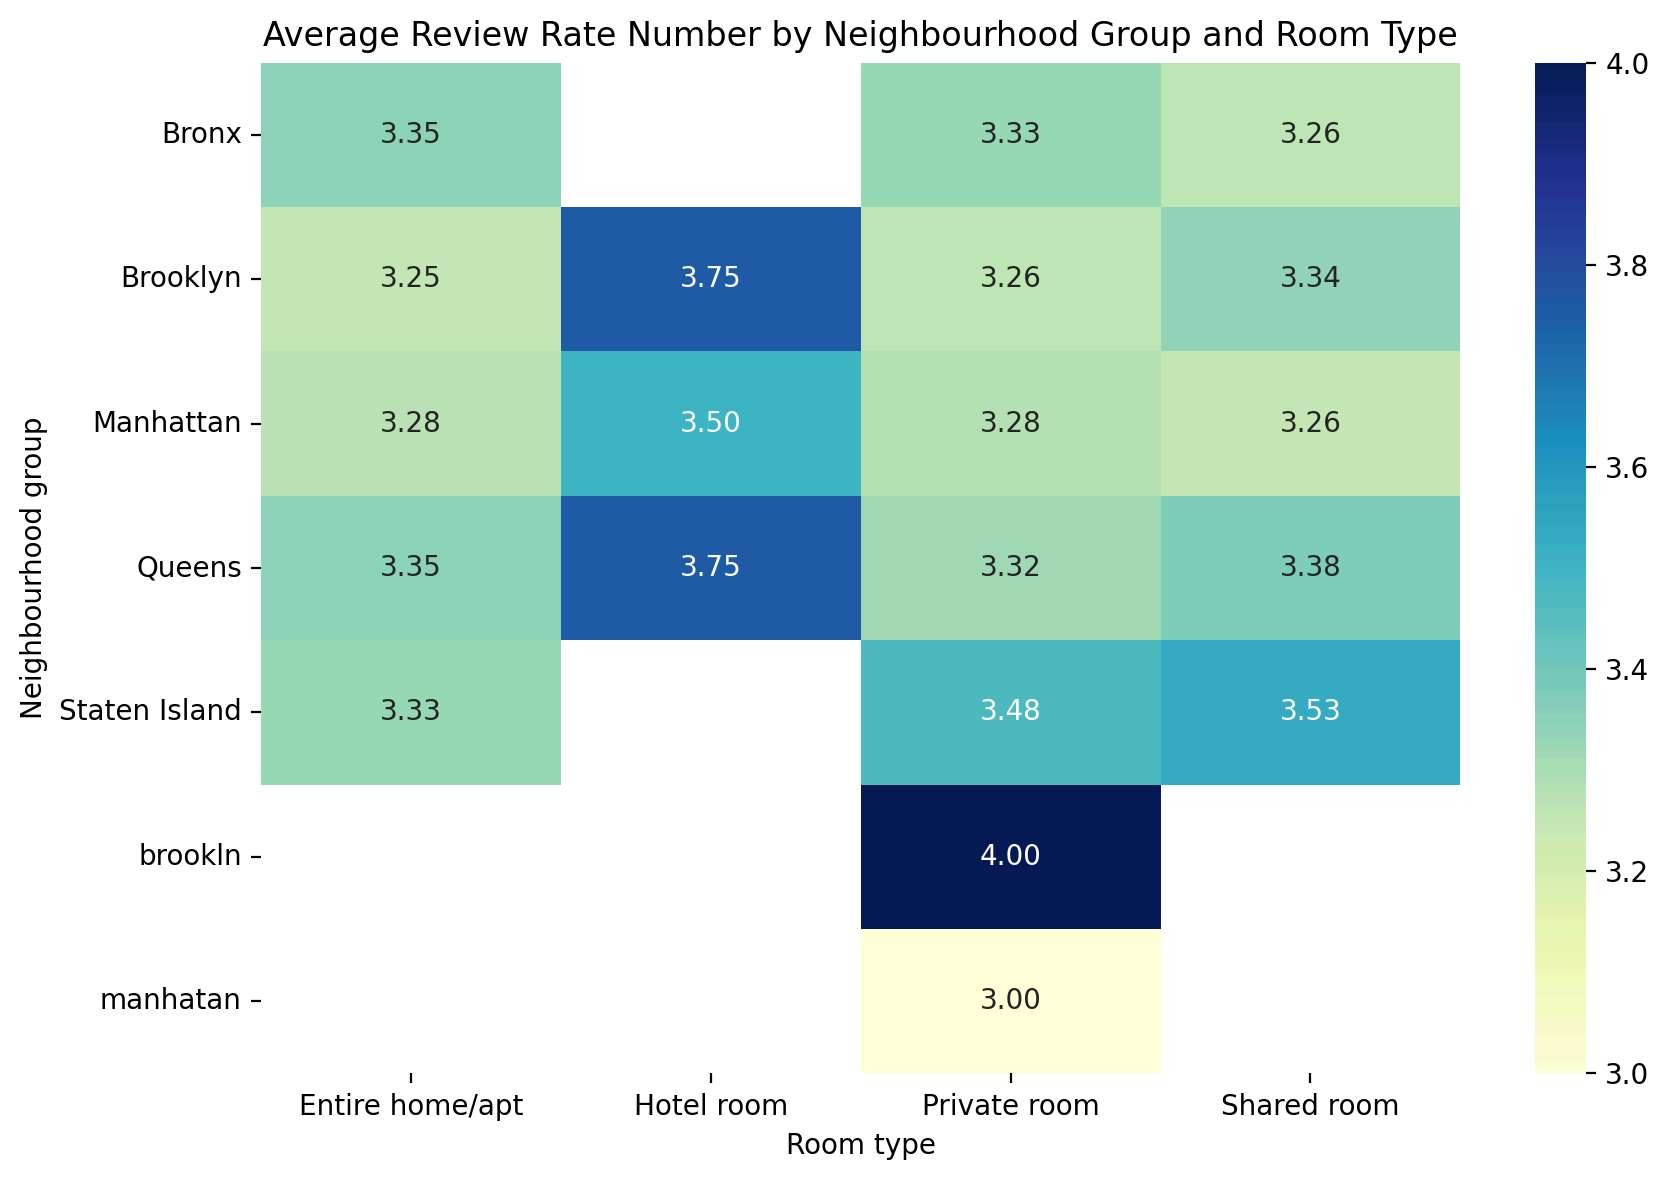 Average Review Rate Number by Neighbourhood Group and Room Type
Neighbourhood group
Bronx 3.35 3.33 3.26
Brooklyn 3.25 3.75 3.26 3.34
Manhattan 3.28 3.50 3.28 3.26
Queens 3.35 3.75 3.32 3.38
Staten Island 3.33 3.48 3.53
brookln 4.00
manhatan 3.00
Entire home/apt Hotel room Private room Shared room
Room type
4.0
3.8
3.6
3.4
3.2
3.0